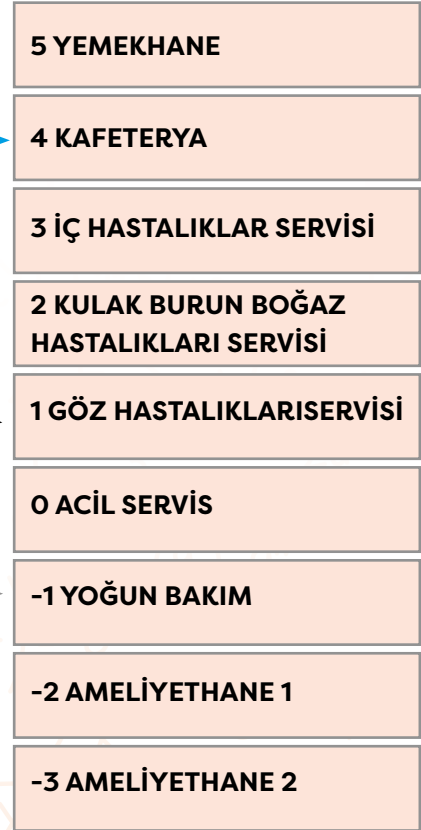 5 YEMEKHANE
4 KAFETERYA
3 İÇ HASTALIKLAR SERVİSİ
2 KULAK BURUN BOĞAZ
HASTALIKLARI SERVİSİ
1 GÖZ HASTALIKLARISERVİSİ
0 ACİL SERVİS
-1 YOĞUN BAKIM
-2 AMELİYETHANE 1
-3 AMELİYETHANE 2